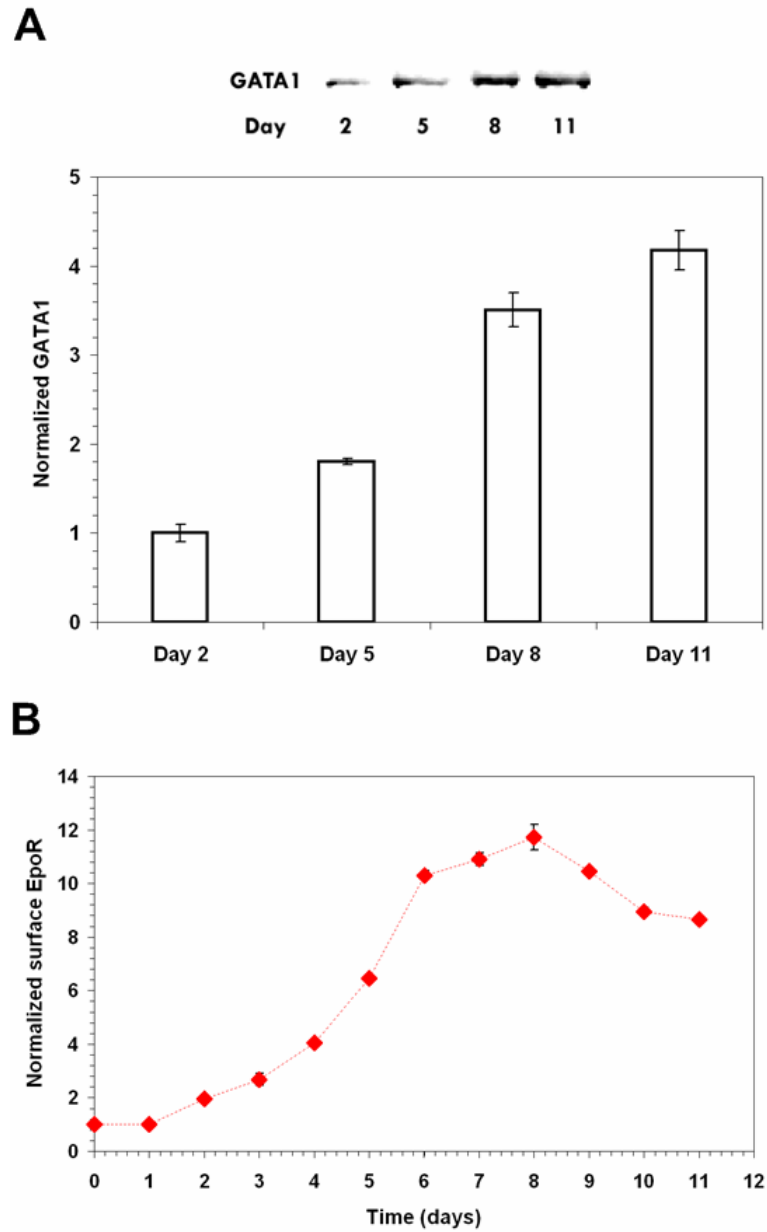 A
GATA1
Day 2 5 8 11
5
4
3
2
1
0
Normalized GATA1
Day 2 Day 5 Day 8 Day 11
B
14
12
10
8
6
4
2
0
Normalized surface EpoR
0 1 2 3 4 5 6 7 8 9 10 11 12
Time (days)